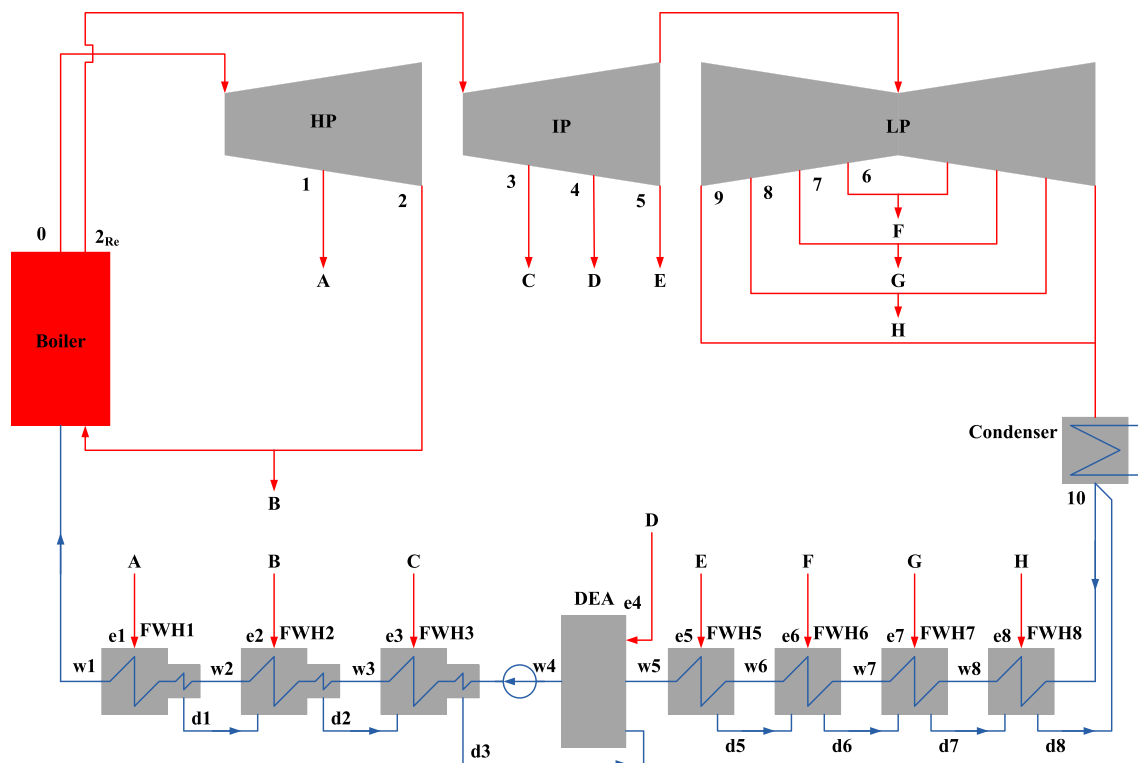 HP
IP
LP
1
2
3
4
5
6
7
8
9
0
2Re
F
A
C
D
E
G
H
Boiler
Condenser
B
10
D
A
B
C
E
F
G
H
DEA
e4
e1
FWH1
e2
FWH2
e3
FWH3
e5
FWH5
e6
FWH6
e7
FWH7
e8
FWH8
w1
w2
w3
w4
w5
w6
w7
w8
d1
d2
d3
d5
d6
d7
d8